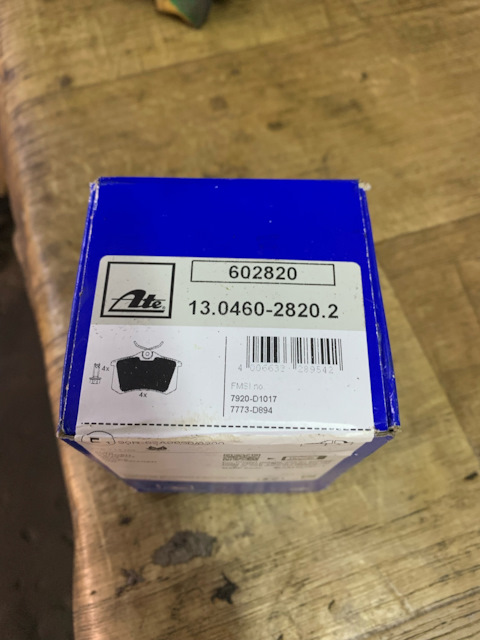 602820
Ate
13.0460-2820.2
4x
4x
4 006633 289542
FMSI no.
7920-D1017
7773-D894
E